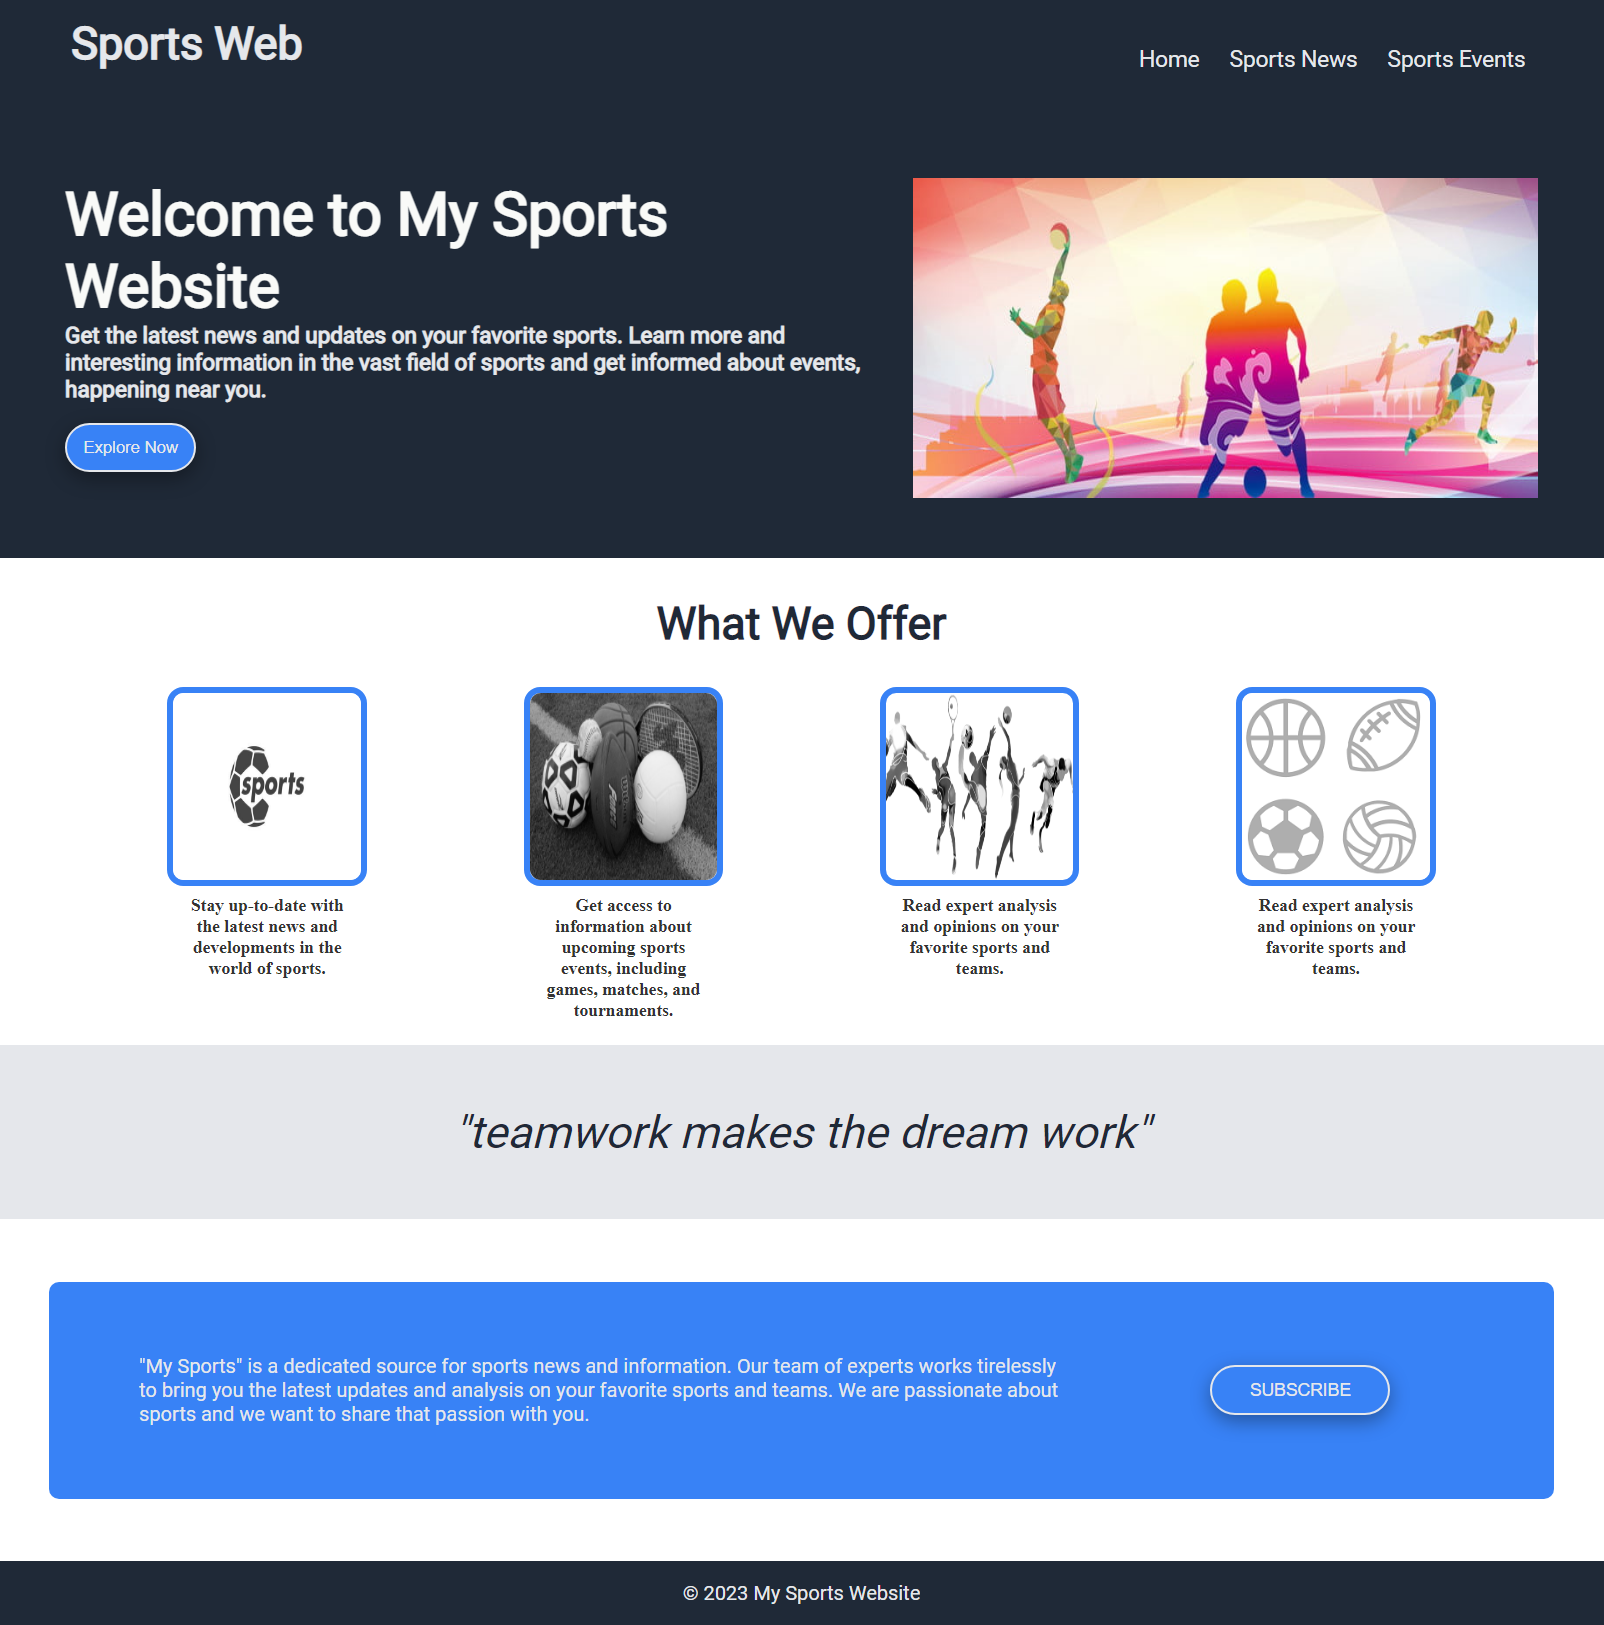 Sports Web
Home Sports News Sports Events
Welcome to My Sports
Website
Get the latest news and updates on your favorite sports. Learn more and
interesting information in the vast field of sports and get informed about events,
happening near you.
Explore Now
What We Offer
sports
Stay up-to-date with
the latest news and
developments in the
world of sports.
Get access to
information about
upcoming sports
events, including
games, matches, and
tournaments.
Read expert analysis
and opinions on your
favorite sports and
teams.
Read expert analysis
and opinions on your
favorite sports and
teams.
"teamwork makes the dream work"
"My Sports" is a dedicated source for sports news and information. Our team of experts works tirelessly
to bring you the latest updates and analysis on your favorite sports and teams. We are passionate about
sports and we want to share that passion with you.
SUBSCRIBE
© 2023 My Sports Website